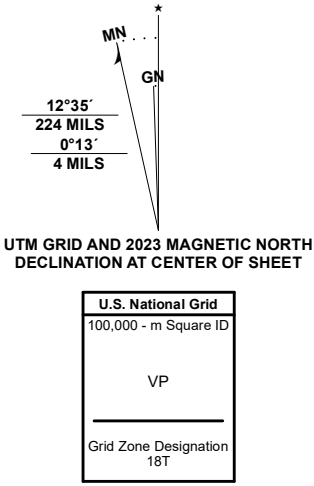 MN
GN
12°35´
224 MILS
0°13´
4 MILS
UTM GRID AND 2023 MAGNETIC NORTH
DECLINATION AT CENTER OF SHEET
U.S. National Grid
100,000 - m Square ID
VP
Grid Zone Designation
18T